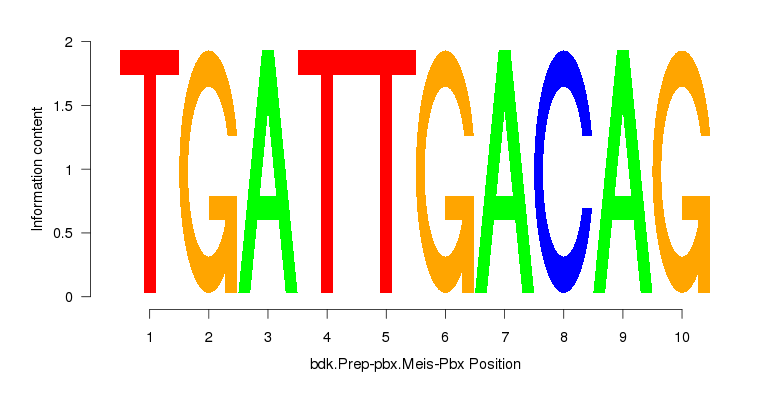 2
1.5
1
0.5
0
Information content
TGATTGACAG
1 2 3 4 5 6 7 8 9 10
bdk.Prep-pbx.Meis-Pbx Position